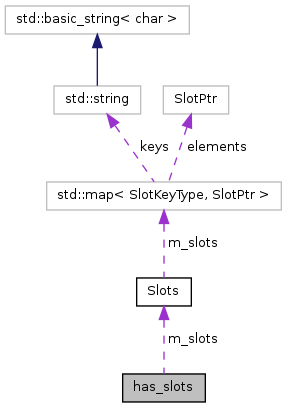 std::basic_string< char >
std::string
SlotPtr
keys
elements
std::map< SlotKeyType, SlotPtr >
m_slots
Slots
m_slots
has_slots